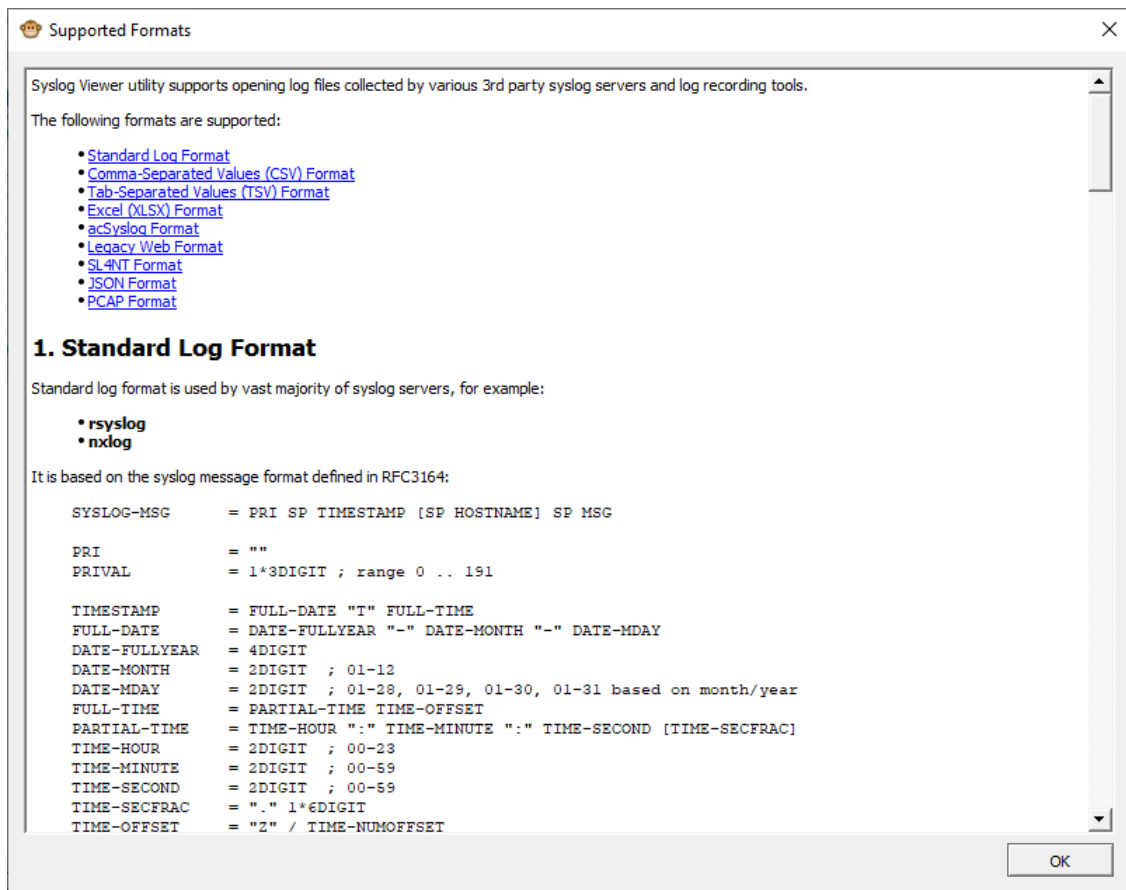 Supported Formats
Syslog Viewer utility supports opening log files collected by various 3rd party syslog servers and log recording tools.
The following formats are supported:
• Standard Log Format
• Comma-Separated Values (CSV) Format
• Tab-Separated Values (TSV) Format
• Excel (XLSX) Format
• acSyslog Format
• Legacy Web Format
• SL4NT Format
• JSON Format
• PCAP Format
1. Standard Log Format
Standard log format is used by vast majority of syslog servers, for example:
• rsyslog
• nxlog
It is based on the syslog message format defined in RFC3164:
SYSLOG-MSG = PRI SP TIMESTAMP [SP HOSTNAME] SP MSG
PRI = ""
PRIVAL = 1*3DIGIT ; range 0 .. 191
TIMESTAMP = FULL-DATE "T" FULL-TIME
FULL-DATE = DATE-FULLYEAR "-" DATE-MONTH "-" DATE-MDAY
DATE-FULLYEAR = 4DIGIT
DATE-MONTH = 2DIGIT ; 01-12
DATE-MDAY = 2DIGIT ; 01-28, 01-29, 01-30, 01-31 based on month/year
FULL-TIME = PARTIAL-TIME TIME-OFFSET
PARTIAL-TIME = TIME-HOUR ":" TIME-MINUTE ":" TIME-SECOND [TIME-SECFRAC]
TIME-HOUR = 2DIGIT ; 00-23
TIME-MINUTE = 2DIGIT ; 00-59
TIME-SECOND = 2DIGIT ; 00-59
TIME-SECFRAC = "." 1*6DIGIT
TIME-OFFSET = "Z" / TIME-NUMOFFSET
OK